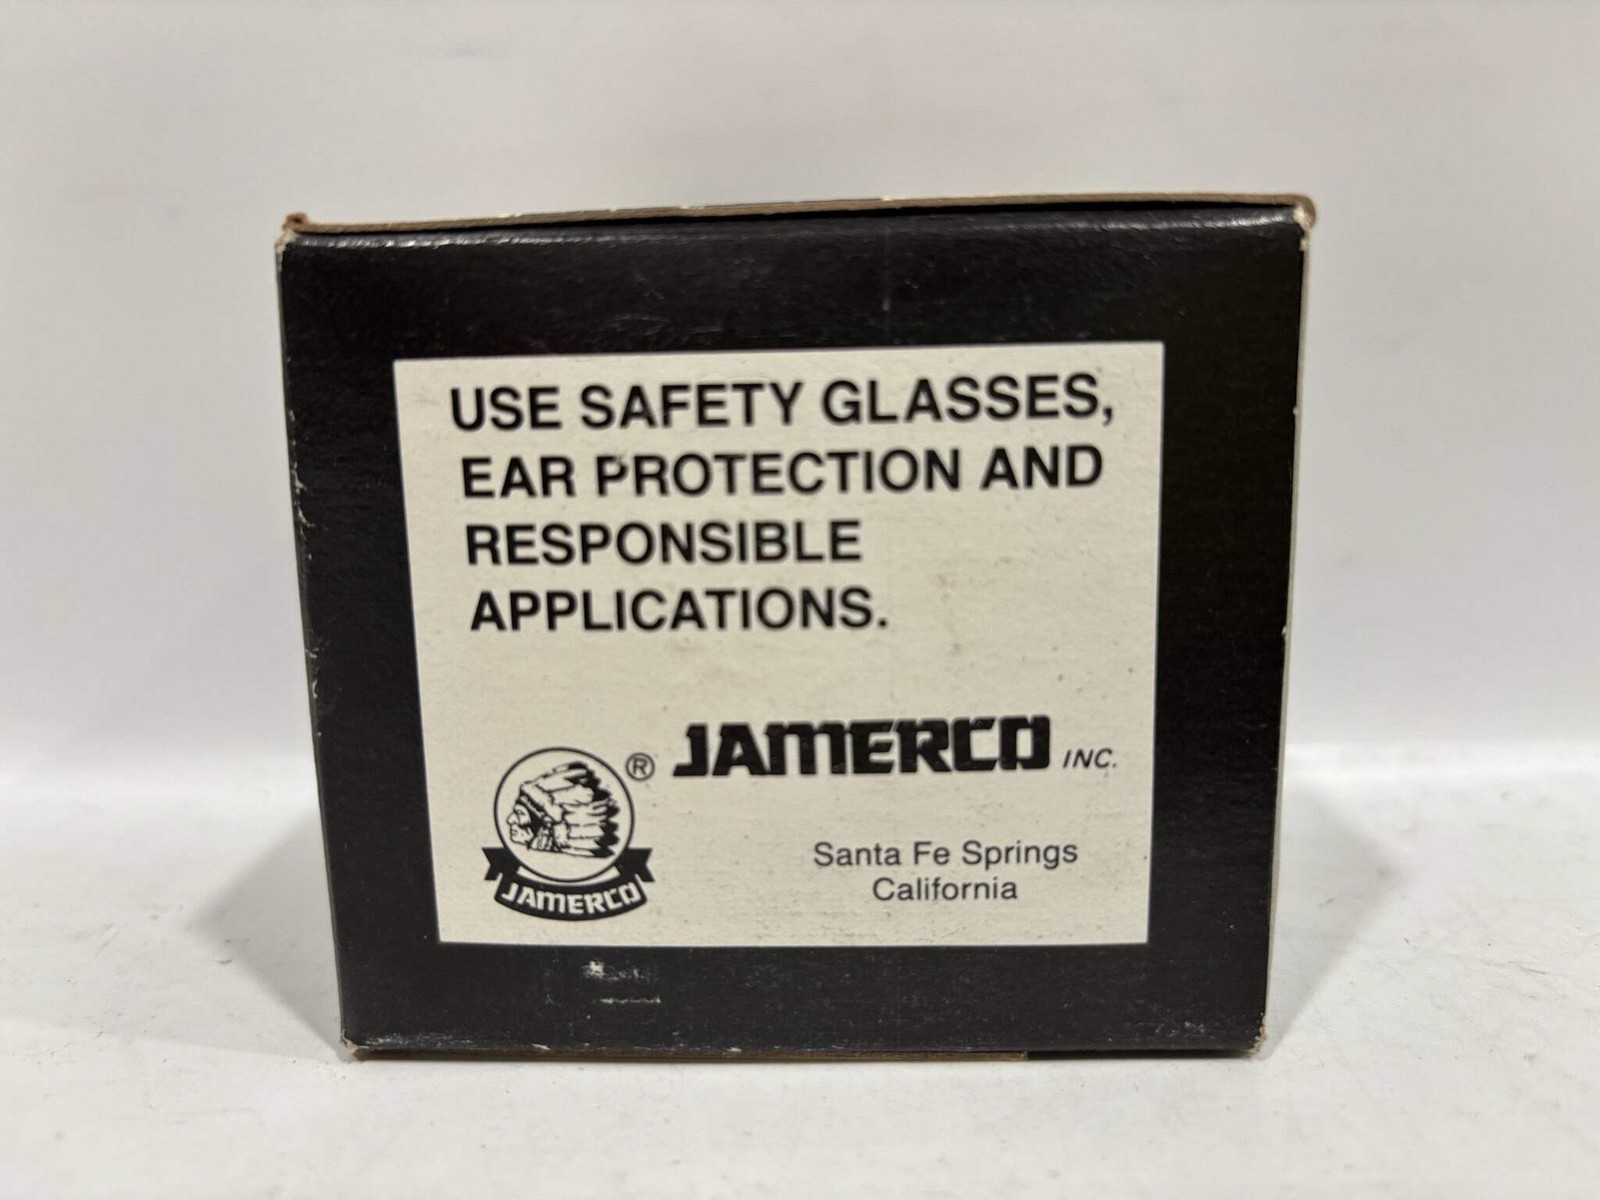 USE SAFETY GLASSES,
EAR PROTECTION AND
RESPONSIBLE
APPLICATIONS.
® JAMERCO INC.
JAMERCO
Santa Fe Springs
California